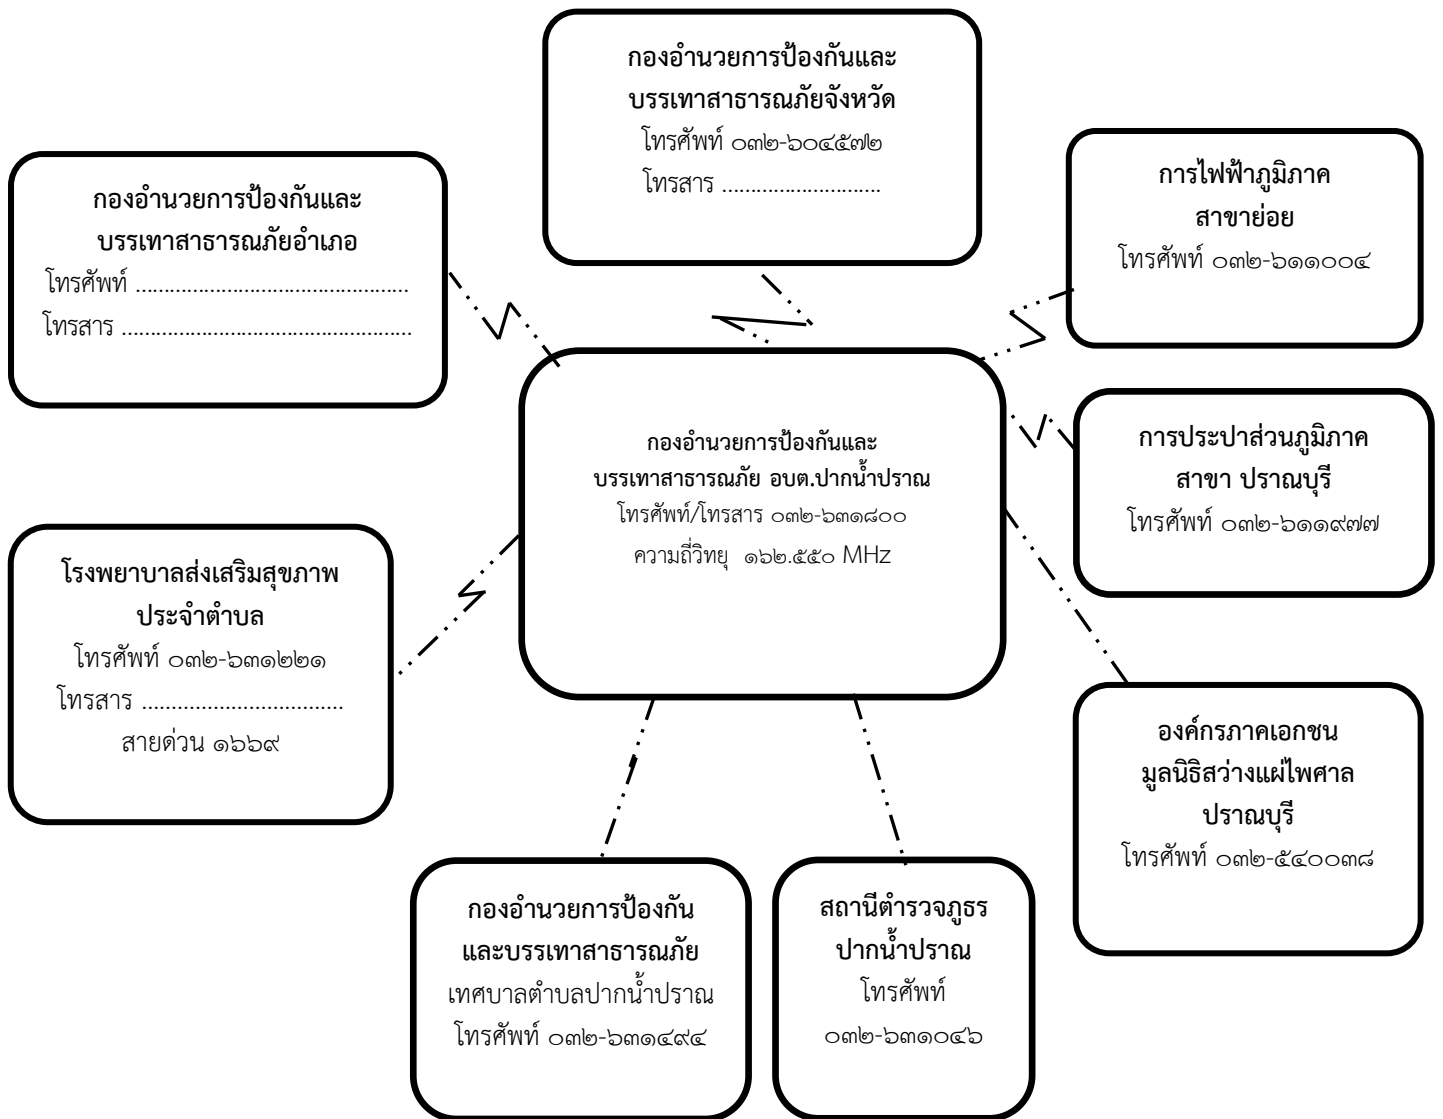 กองอำนวยการป้องกันและ
บรรเทาสาธารณภัยจังหวัด
โทรศัพท์ ๐๓๒-๖๐๔๕๗๒
โทรสาร ............................
กองอำนวยการป้องกันและ
บรรเทาสาธารณภัยอำเภอ
โทรศัพท์ ................................................
โทรสาร ...................................................
การไฟฟ้าภูมิภาค
สาขาย่อย
โทรศัพท์ ๐๓๒-๖๑๑๐๐๔
กองอำนวยการป้องกันและ
บรรเทาสาธารณภัย อบต.ปากน้ำปราณ
โทรศัพท์/โทรสาร ๐๓๒-๖๓๑๘๐๐
ความถี่วิทยุ ๑๖๒.๕๕๐ MHz
การประปาส่วนภูมิภาค
สาขา ปราณบุรี
โทรศัพท์ ๐๓๒-๖๑๑๙๗๗
โรงพยาบาลส่งเสริมสุขภาพ
ประจำตำบล
โทรศัพท์ ๐๓๒-๖๓๑๒๒๑
โทรสาร ..................................
สายด่วน ๑๖๖๙
องค์กรภาคเอกชน
มูลนิธิสว่างแผ่ไพศาล
ปราณบุรี
โทรศัพท์ ๐๓๒-๕๔๐๐๓๘
กองอำนวยการป้องกัน
และบรรเทาสาธารณภัย
เทศบาลตำบลปากน้ำปราณ
โทรศัพท์ ๐๓๒-๖๓๑๔๙๔
สถานีตำรวจภูธร
ปากน้ำปราณ
โทรศัพท์
๐๓๒-๖๓๑๐๔๖